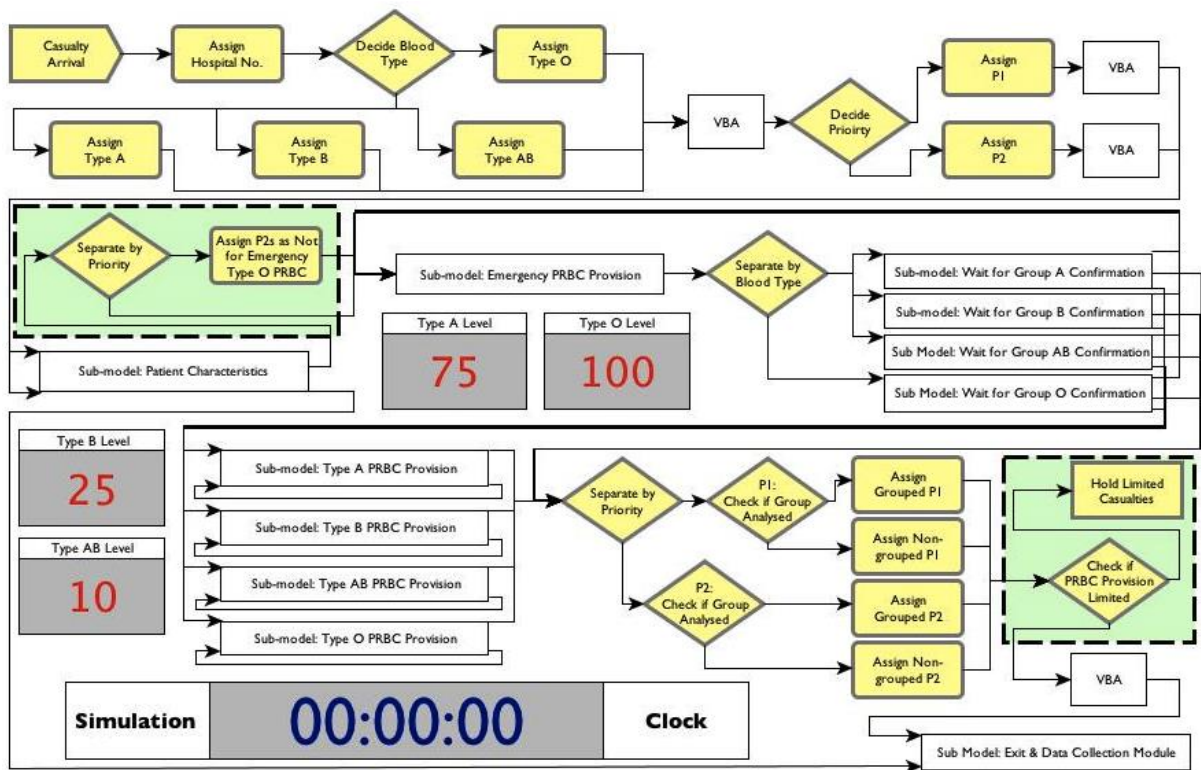 Casualty
Arrival
Assign
Hospital No.
Decide Blood
Type
Assign
Type O
Assign
Type A
Assign
Type B
Assign
Type AB
VBA
Decide
Prioirty
Assign
P1
VBA
Assign
P2
VBA
Separate by
Priority
Assign P2s as Not
for Emergency
Type O PRBC
Sub-model: Patient Characteristics
Sub-model: Emergency PRBC Provision
Separate by
Blood Type
Sub-model: Wait for Group A Confirmation
Sub-model: Wait for Group B Confirmation
Sub Model: Wait for Group AB Confirmation
Sub Model: Wait for Group O Confirmation
Type A Level
75
Type O Level
100
Type B Level
25
Type AB Level
10
Sub-model: Type A PRBC Provision
Sub-model: Type B PRBC Provision
Sub-model: Type AB PRBC Provision
Sub-model: Type O PRBC Provision
Separate by
Priority
P1:
Check if Group
Analysed
P2:
Check if Group
Analysed
Assign
Grouped P1
Assign Non-
grouped P1
Assign
Grouped P2
Assign Non-
grouped P2
Hold Limited
Casualties
Check if
PRBC Provision
Limited
VBA
Sub Model: Exit & Data Collection Module
Simulation
00:00:00
Clock